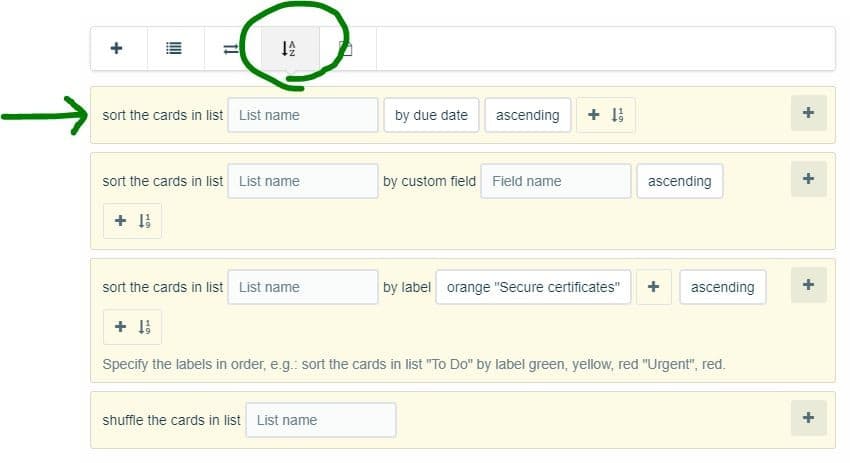 sort the cards in list List name by due date ascending +
sort the cards in list List name by custom field Field name ascending
+
sort the cards in list List name by label orange "Secure certificates" + ascending
+
Specify the labels in order, e.g.: sort the cards in list "To Do" by label green, yellow, red "Urgent", red.
shuffle the cards in list List name